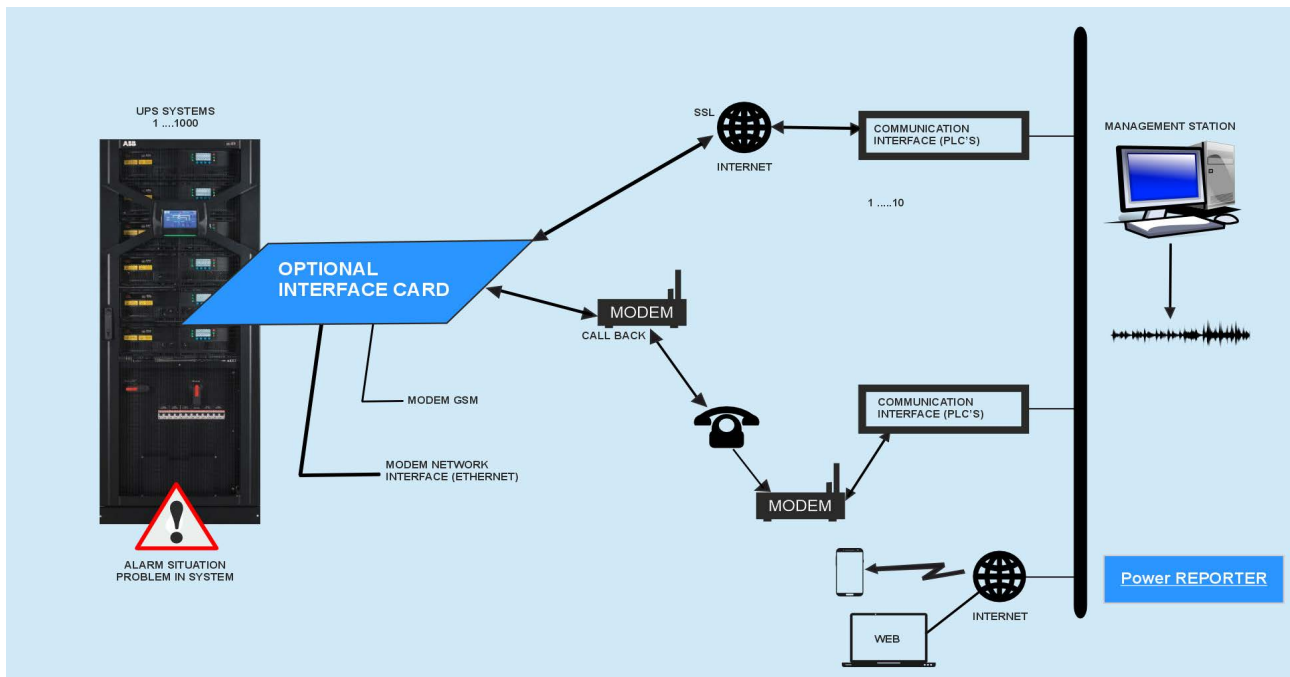 UPS SYSTEMS
1 ....1000
ABB
OPTIONAL
INTERFACE CARD
MODEM GSM
MODEM NETWORK
INTERFACE (ETHERNET)
ALARM SITUATION
PROBLEM IN SYSTEM
SSL
INTERNET
COMMUNICATION
INTERFACE (PLC'S)
1 .....10
MODEM
CALL BACK
COMMUNICATION
INTERFACE (PLC'S)
MODEM
INTERNET
WEB
MANAGEMENT STATION
Power REPORTER